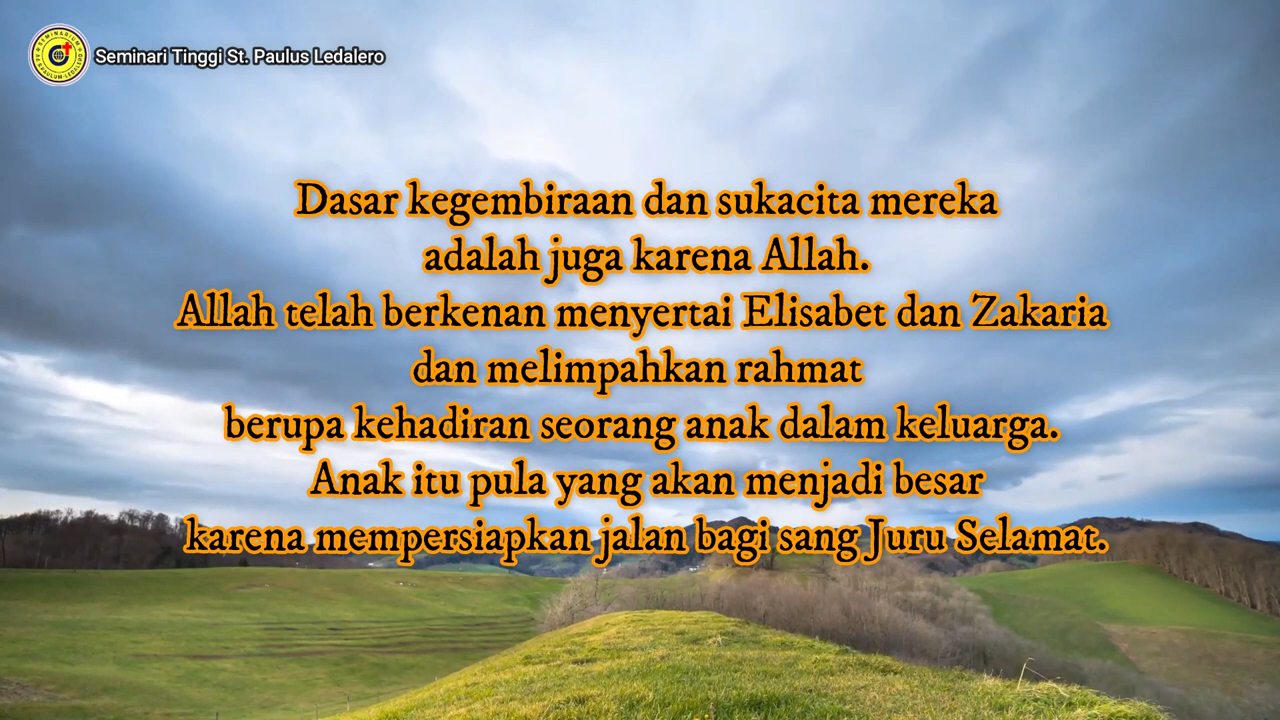 Seminari Tinggi St. Paulus Ledalero
Dasar kegembiraan dan sukacita mereka
adalah juga karena Allah.
Allah telah berkenan menyertai Elisabet dan Zakaria
dan melimpahkan rahmat
berupa kehadiran seorang anak dalam keluarga.
Anak itu pula yang akan menjadi besar
karena mempersiapkan jalan bagi sang Juru Selamat.